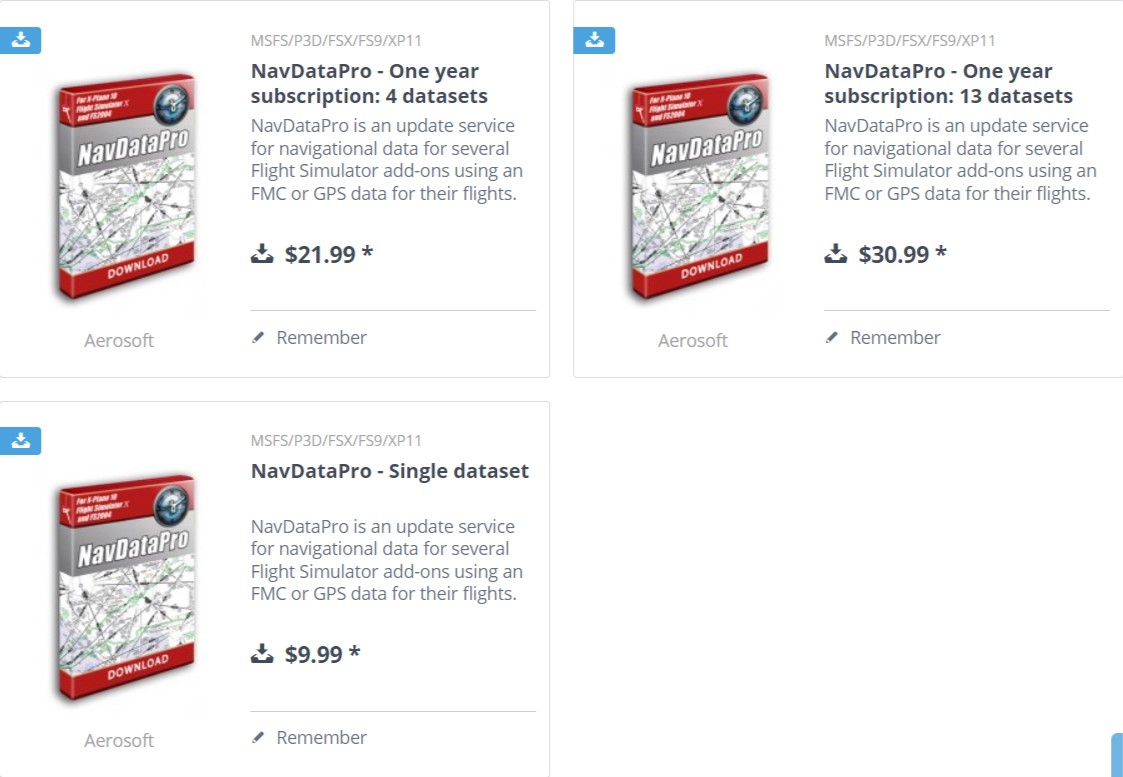 MSFS/P3D/FSX/FS9/XP11
NavDataPro - One year
subscription: 4 datasets
NavDataPro is an update service
for navigational data for several
Flight Simulator add-ons using an
FMC or GPS data for their flights.
For X-Plane 10
Flight Simulator X
and FS2004
NavDataPro
DOWNLOAD
$21.99 *
Aerosoft
Remember
MSFS/P3D/FSX/FS9/XP11
NavDataPro - One year
subscription: 13 datasets
NavDataPro is an update service
for navigational data for several
Flight Simulator add-ons using an
FMC or GPS data for their flights.
For X-Plane 10
Flight Simulator X
and FS2004
NavDataPro
DOWNLOAD
$30.99 *
Aerosoft
Remember
MSFS/P3D/FSX/FS9/XP11
NavDataPro - Single dataset
NavDataPro is an update service
for navigational data for several
Flight Simulator add-ons using an
FMC or GPS data for their flights.
For X-Plane 10
Flight Simulator X
and FS2004
NavDataPro
DOWNLOAD
$9.99 *
Aerosoft
Remember